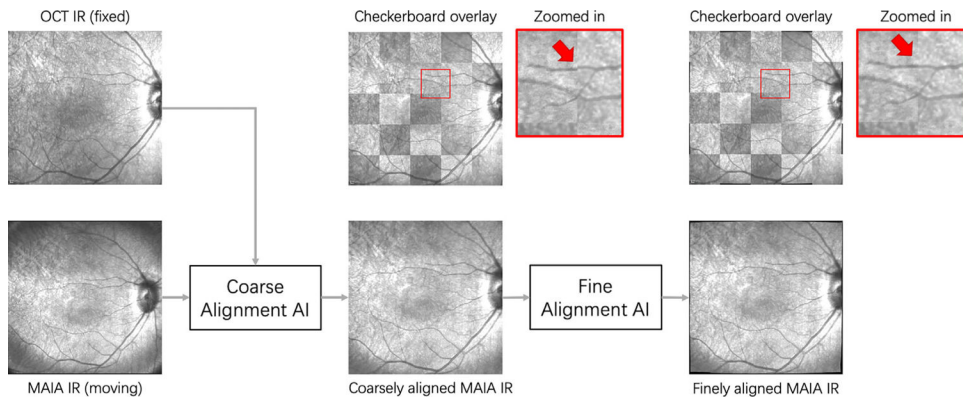 OCT IR (fixed)
Checkerboard overlay
Zoomed in
Checkerboard overlay
Zoomed in
Coarse
Alignment AI
Fine
Alignment AI
MAIA IR (moving)
Coarsely aligned MAIA IR
Finely aligned MAIA IR